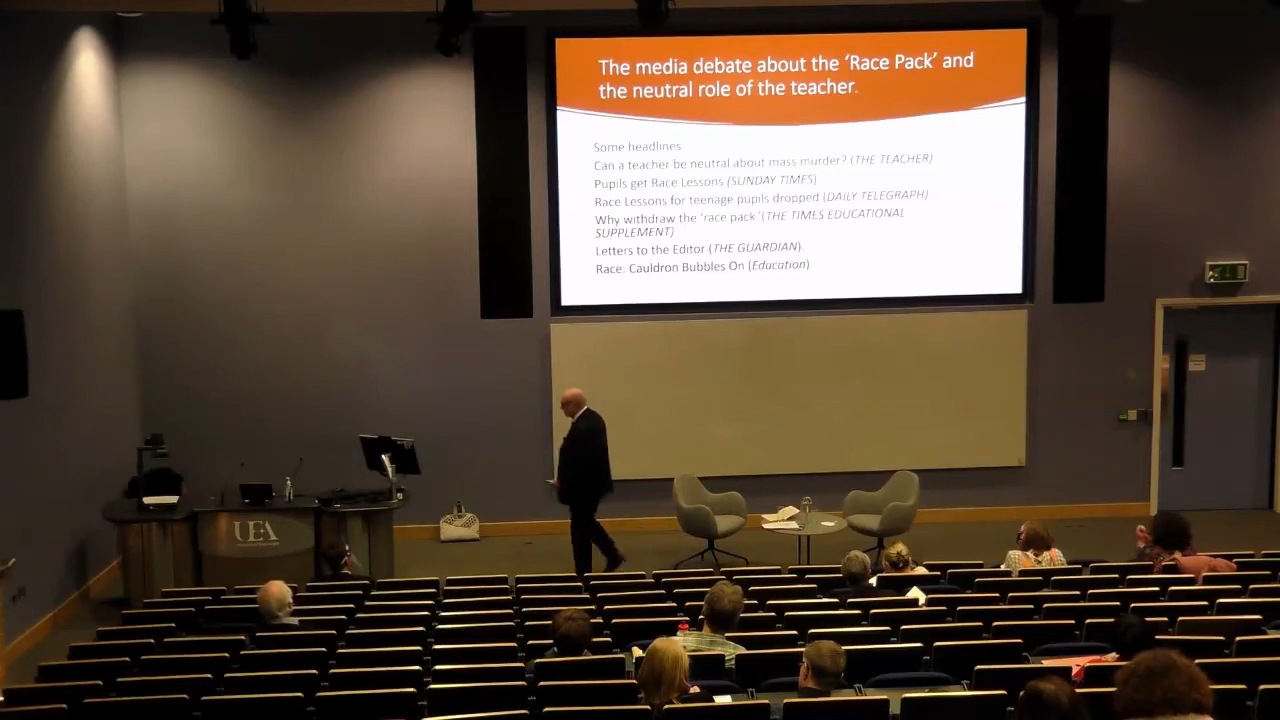 The media debate about the ‘Race Pack’ and
the neutral role of the teacher.
Some headlines
Can a teacher be neutral about mass murder? (THE TEACHER)
Pupils get Race Lessons (SUNDAY TIMES)
Race Lessons for teenage pupils dropped (DAILY TELEGRAPH)
Why withdraw the ‘race pack’(THE TIMES EDUCATIONAL
SUPPLEMENT)
Letters to the Editor (THE GUARDIAN).
Race: Cauldron Bubbles On (Education)
UEA